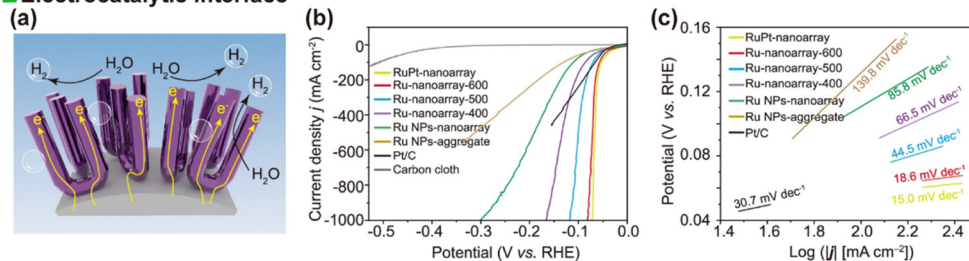 Electrocatalytic interface
(a)
H₂
H₂O
H₂
H₂
e⁻
e⁻
e⁻
e⁻
H₂O
(b)
Current density j (mA cm⁻²)
0
-200
-400
-600
-800
-1000
RuPt-nanoarray
Ru-nanoarray-600
Ru-nanoarray-500
Ru-nanoarray-400
Ru NPs-nanoarray
Ru NPs-aggregate
Pt/C
Carbon cloth
-0.5
-0.4
-0.3
-0.2
-0.1
0.0
Potential (V vs. RHE)
(c)
Potential (V vs. RHE)
0.16
0.12
0.08
0.04
RuPt-nanoarray
Ru-nanoarray-600
Ru-nanoarray-500
Ru-nanoarray-400
Ru NPs-nanoarray
Ru NPs-aggregate
Pt/C
139.8 mV dec⁻¹
85.8 mV dec⁻¹
66.5 mV dec⁻¹
44.5 mV dec⁻¹
18.6 mV dec⁻¹
15.0 mV dec⁻¹
30.7 mV dec⁻¹
1.4
1.6
1.8
2.0
2.2
2.4
Log (|j| [mA cm⁻²])